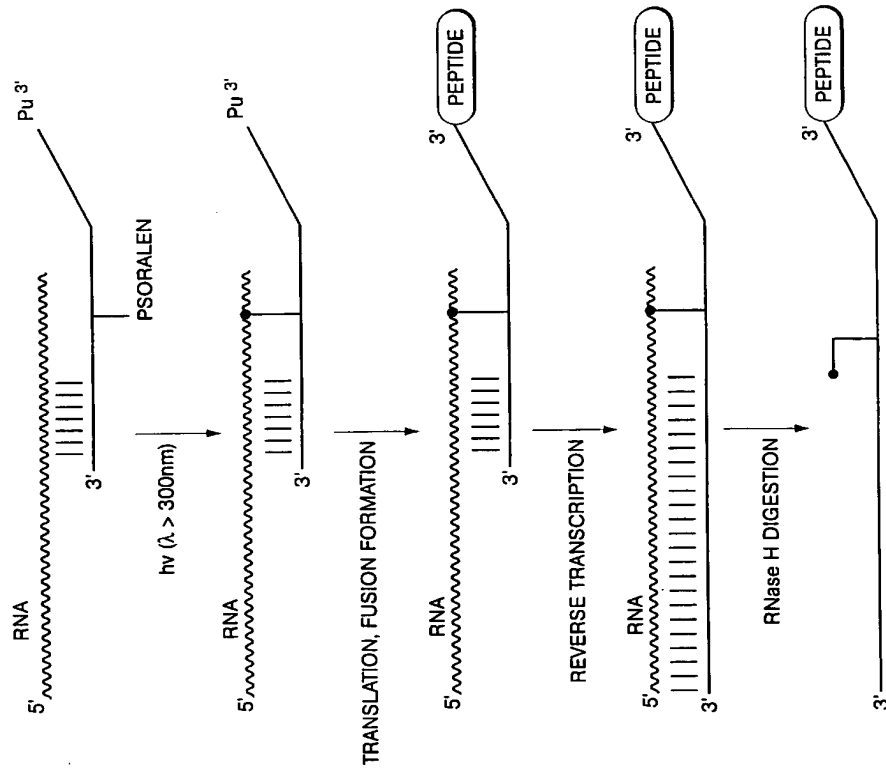 5'
RNA
Pu 3'
3'
PSORALEN
hν (λ > 300nm)
5'
RNA
Pu 3'
3'
TRANSLATION, FUSION FORMATION
5'
RNA
3'
PEPTIDE
3'
REVERSE TRANSCRIPTION
5'
RNA
3'
PEPTIDE
3'
RNase H DIGESTION
3'
PEPTIDE
3'